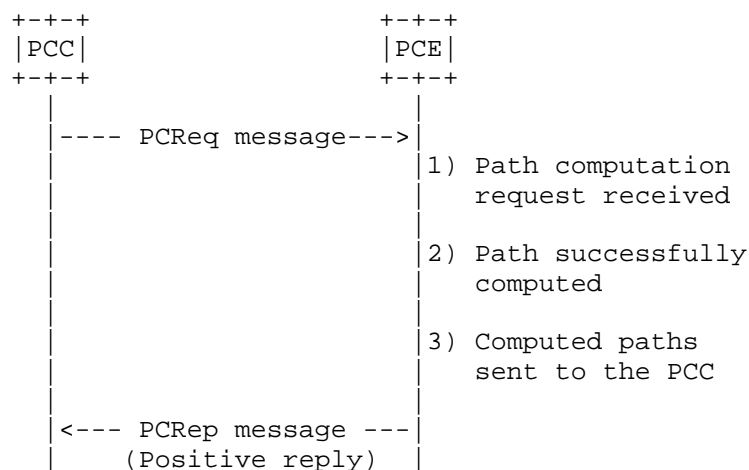 +-+-+                  +-+-+
|PCC|                  |PCE|
+-+-+                  +-+-+
|                      |
|---- PCReq message--->|
|                      |1) Path computation
|                      |   request received
|                      |
|                      |2) Path successfully
|                      |   computed
|                      |
|                      |3) Computed paths
|                      |   sent to the PCC
|                      |
|<--- PCRep message ---|
|    (Positive reply)  |